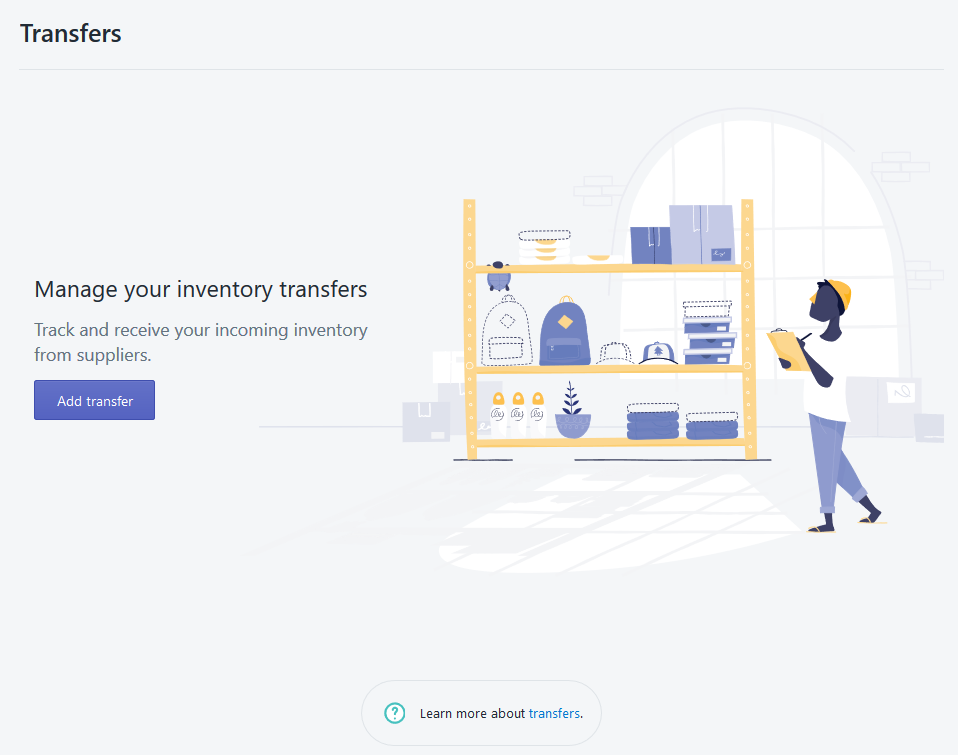 Transfers
Manage your inventory transfers
Track and receive your incoming inventory
from suppliers.
Add transfer
Learn more about transfers.